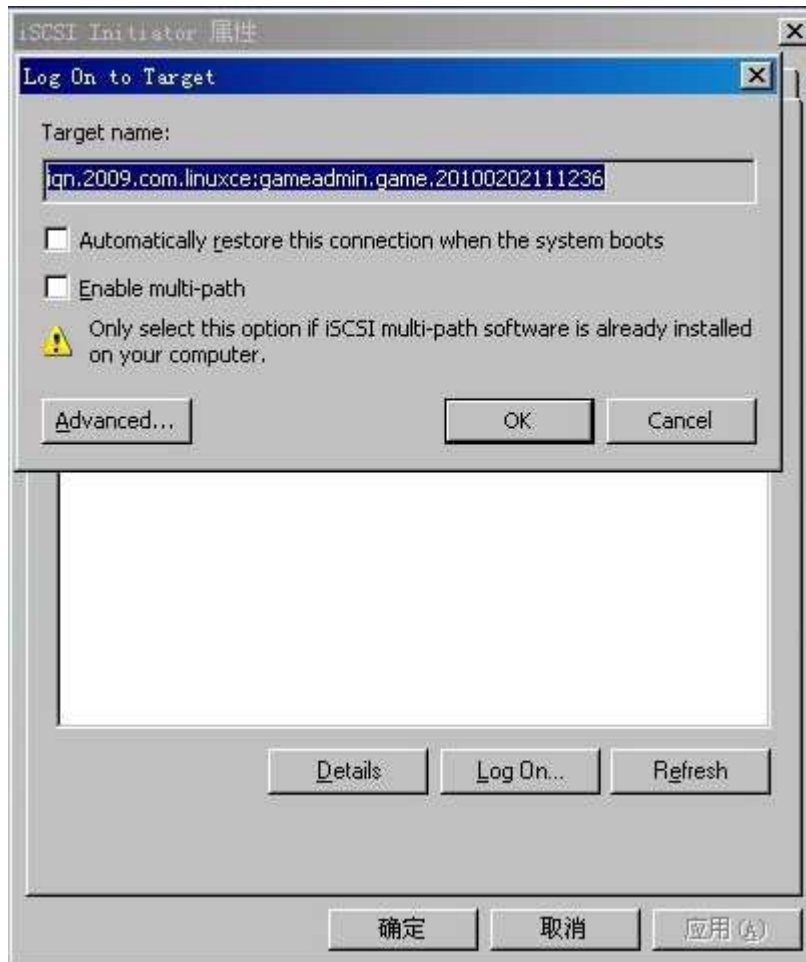 iSCSI Initiator 属性
Log On to Target
Target name:
iqn.2009.com.linuxce:gameadmin.game.20100202111236
Automatically restore this connection when the system boots
Enable multi-path
Only select this option if iSCSI multi-path software is already installed
on your computer.
Advanced...
OK
Cancel
Details
Log On...
Refresh
确定
取消
应用(A)